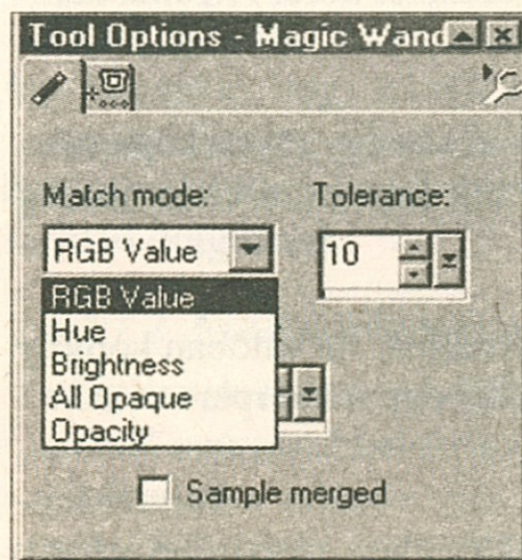 Tool Options - Magic Wand
Match mode:
Tolerance:
RGB Value
10
RGB Value
Hue
Brightness
All Opaque
Opacity
Sample merged